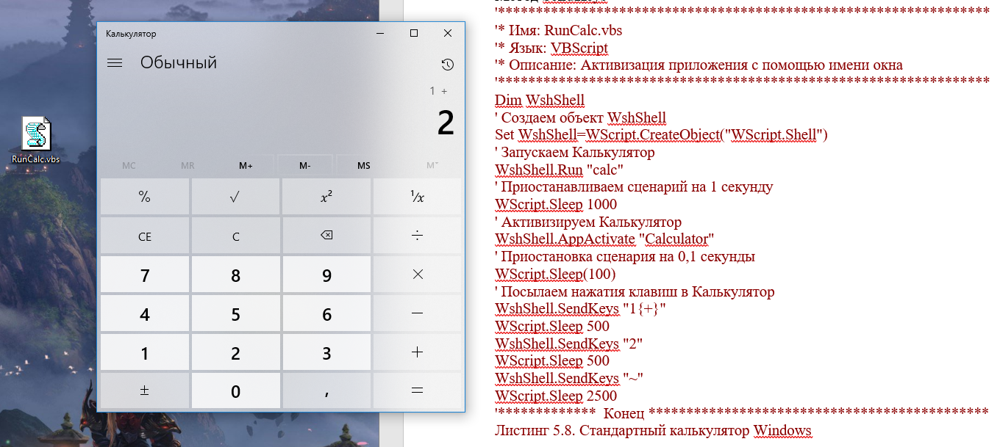 Калькулятор
Обычный
1 +
2
MC MR M+ M- MS M˅
% √ x² ¹/x
CE C ÷
7 8 9 ×
4 5 6 −
1 2 3 +
± 0 , =
RunCalc.vbs
'*****************************************************************
'* Имя: RunCalc.vbs
'* Язык: VBScript
'* Описание: Активизация приложения с помощью имени окна
'*****************************************************************
Dim WshShell
' Создаем объект WshShell
Set WshShell=WScript.CreateObject("WScript.Shell")
' Запускаем Калькулятор
WshShell.Run "calc"
' Приостанавливаем сценарий на 1 секунду
WScript.Sleep 1000
' Активизируем Калькулятор
WshShell.AppActivate "Calculator"
' Приостановка сценария на 0,1 секунды
WScript.Sleep(100)
' Посылаем нажатия клавиш в Калькулятор
WshShell.SendKeys "1{+}"
WScript.Sleep 500
WshShell.SendKeys "2"
WScript.Sleep 500
WshShell.SendKeys "~"
WScript.Sleep 2500
'************* Конец *********************************************
Листинг 5.8. Стандартный калькулятор Windows